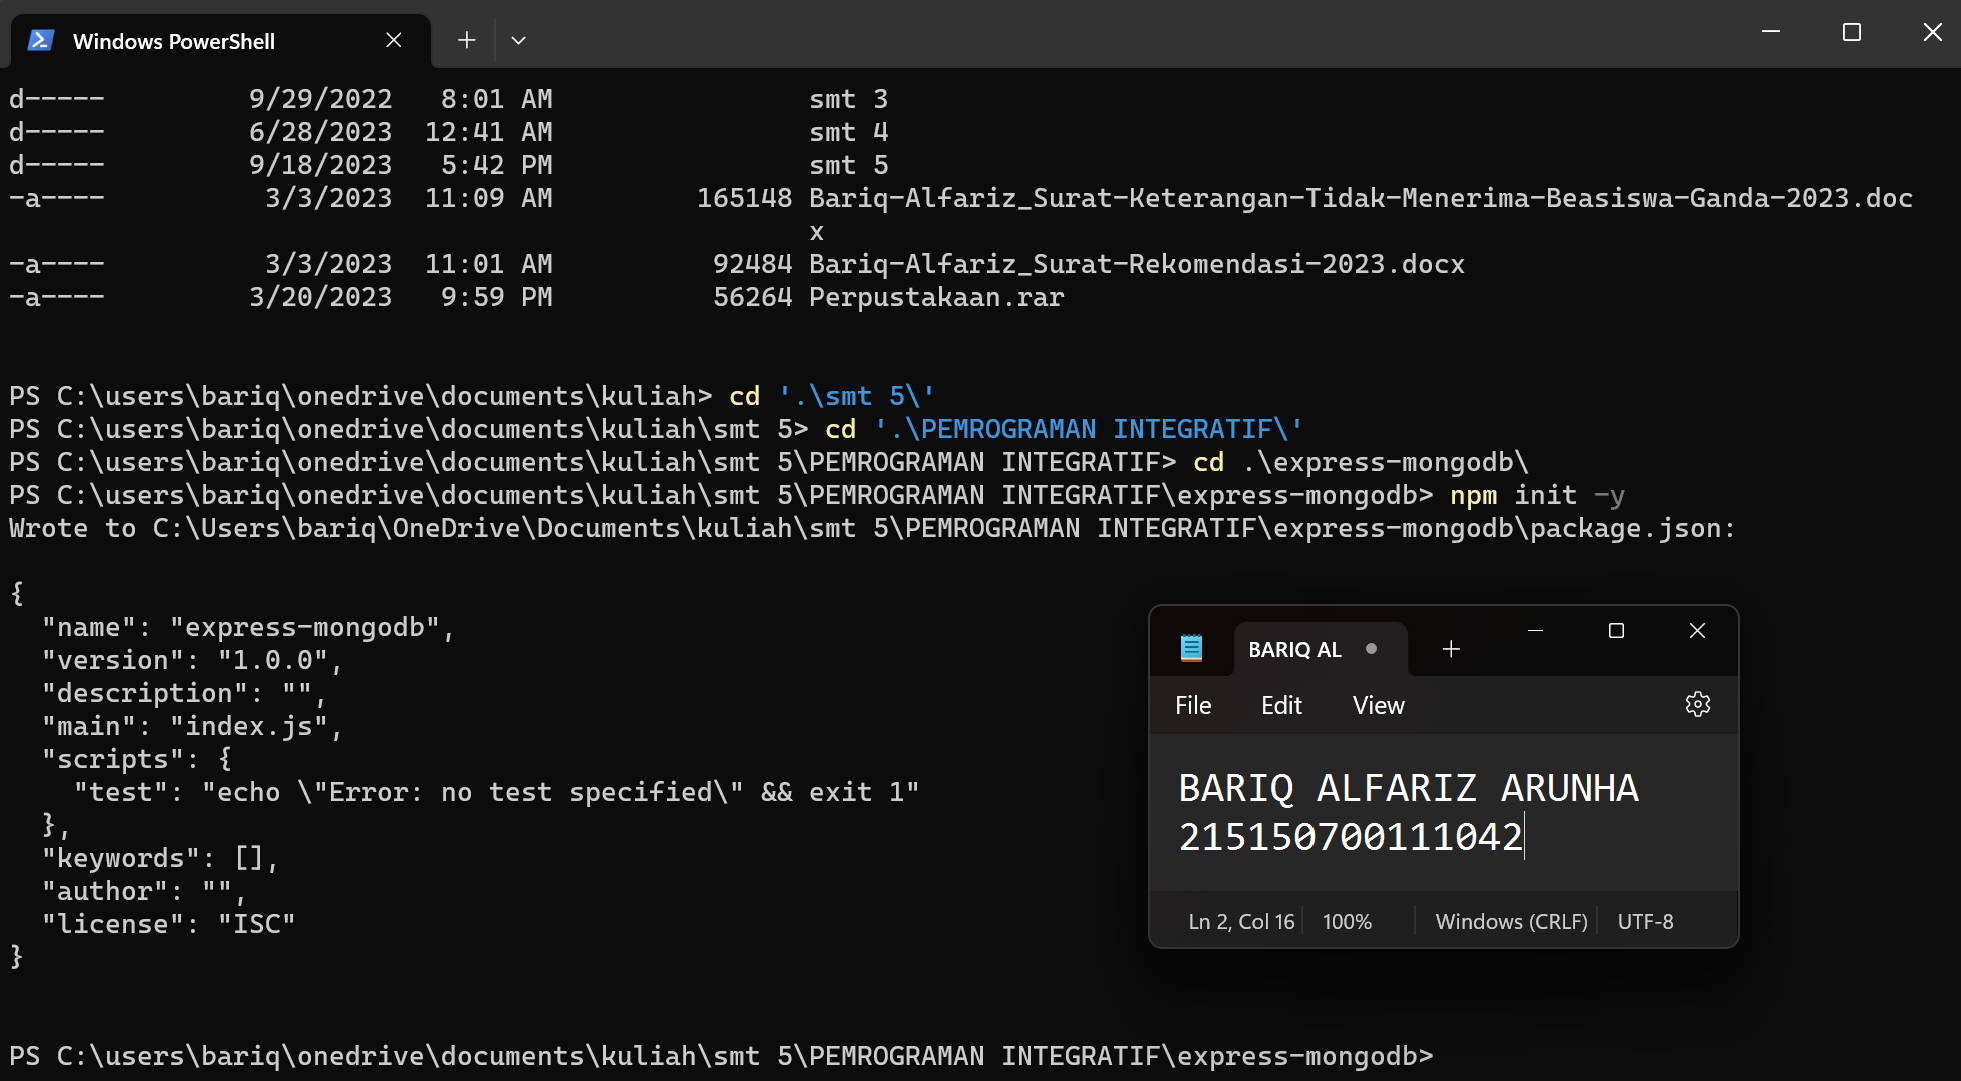 Windows PowerShell
d-----        9/29/2022   8:01 AM                smt 3
d-----        6/28/2023  12:41 AM                smt 4
d-----        9/18/2023   5:42 PM                smt 5
-a----         3/3/2023  11:09 AM         165148 Bariq-Alfariz_Surat-Keterangan-Tidak-Menerima-Beasiswa-Ganda-2023.doc
x
-a----         3/3/2023  11:01 AM          92484 Bariq-Alfariz_Surat-Rekomendasi-2023.docx
-a----        3/20/2023   9:59 PM          56264 Perpustakaan.rar
PS C:\users\bariq\onedrive\documents\kuliah> cd '.\smt 5\'
PS C:\users\bariq\onedrive\documents\kuliah\smt 5> cd '.\PEMROGRAMAN INTEGRATIF\'
PS C:\users\bariq\onedrive\documents\kuliah\smt 5\PEMROGRAMAN INTEGRATIF> cd .\express-mongodb\
PS C:\users\bariq\onedrive\documents\kuliah\smt 5\PEMROGRAMAN INTEGRATIF\express-mongodb> npm init -y
Wrote to C:\Users\bariq\OneDrive\Documents\kuliah\smt 5\PEMROGRAMAN INTEGRATIF\express-mongodb\package.json:
{
  "name": "express-mongodb",
  "version": "1.0.0",
  "description": "",
  "main": "index.js",
  "scripts": {
    "test": "echo \"Error: no test specified\" && exit 1"
  },
  "keywords": [],
  "author": "",
  "license": "ISC"
}
PS C:\users\bariq\onedrive\documents\kuliah\smt 5\PEMROGRAMAN INTEGRATIF\express-mongodb>
BARIQ AL
File Edit View
BARIQ ALFARIZ ARUNHA
215150700111042
Ln 2, Col 16 100% Windows (CRLF) UTF-8